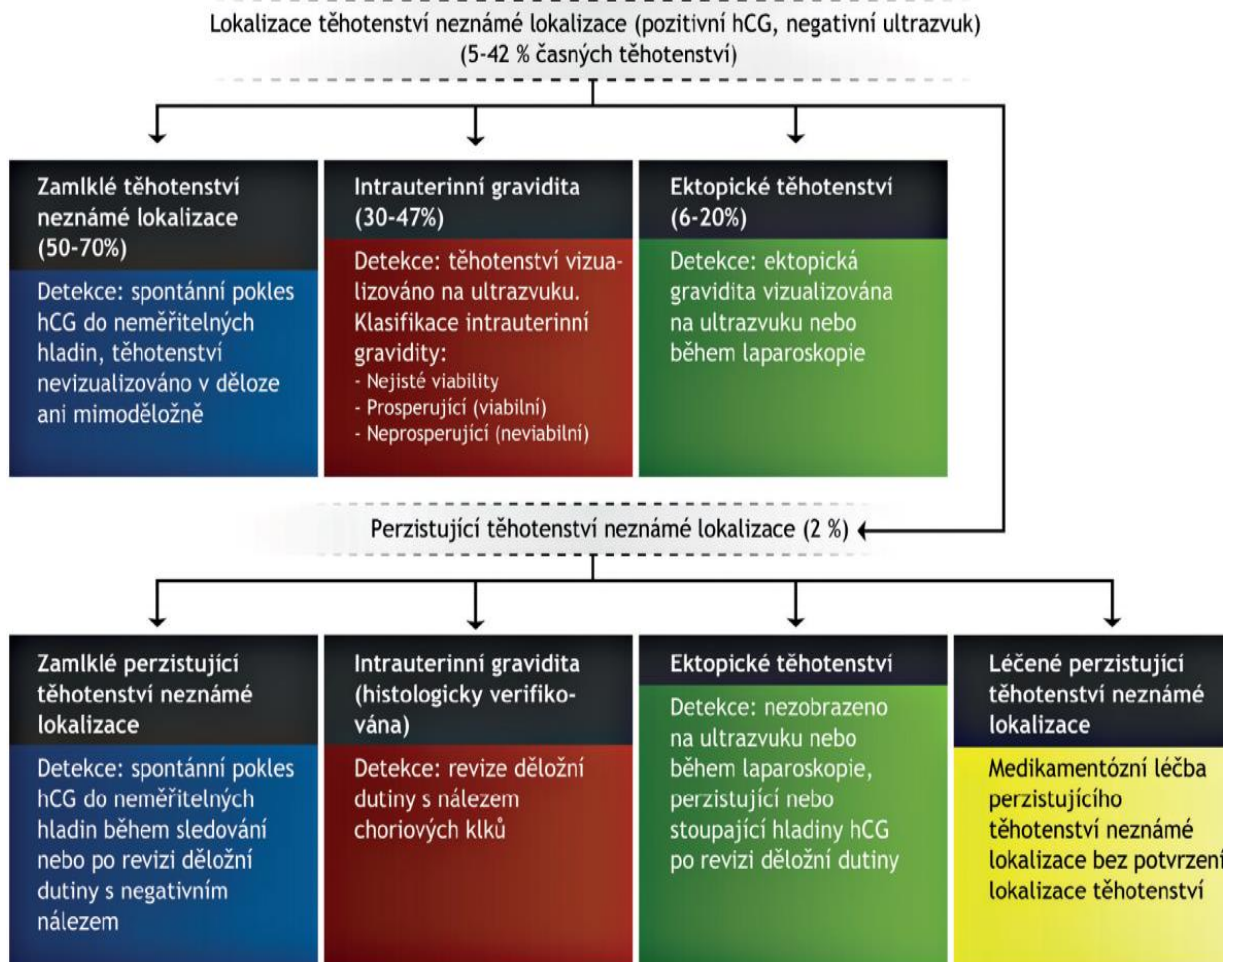 Lokalizace těhotenství neznámé lokalizace (pozitivní hCG, negativní ultrazvuk)
(5-42 % časných těhotenství)
Zamlklé těhotenství
neznámé lokalizace
(50-70%)
Detekce: spontánní pokles
hCG do neměřitelných
hladin, těhotenství
nevizualizováno v děloze
ani mimoděložně
Intrauterinní gravidita
(30-47%)
Detekce: těhotenství vizua-
lizováno na ultrazvuku.
Klasifikace intrauterinní
gravidity:
- Nejisté viability
- Prosperující (viabilní)
- Neprosperující (neviabilní)
Ektopické těhotenství
(6-20%)
Detekce: ektopická
gravidita vizualizována
na ultrazvuku nebo
během laparoskopie
Perzistující těhotenství neznámé lokalizace (2 %)
Zamlklé perzistující
těhotenství neznámé
lokalizace
Detekce: spontánní pokles
hCG do neměřitelných
hladin během sledování
nebo po revizi děložní
dutiny s negativním
nálezem
Intrauterinní gravidita
(histologicky verifiko-
vána)
Detekce: revize děložní
dutiny s nálezem
choriových klků
Ektopické těhotenství
Detekce: nezobrazeno
na ultrazvuku nebo
během laparoskopie,
perzistující nebo
stoupající hladiny hCG
po revizi děložní dutiny
Léčené perzistující
těhotenství neznámé
lokalizace
Medikamentózní léčba
perzistujícího
těhotenství neznámé
lokalizace bez potvrzení
lokalizace těhotenství